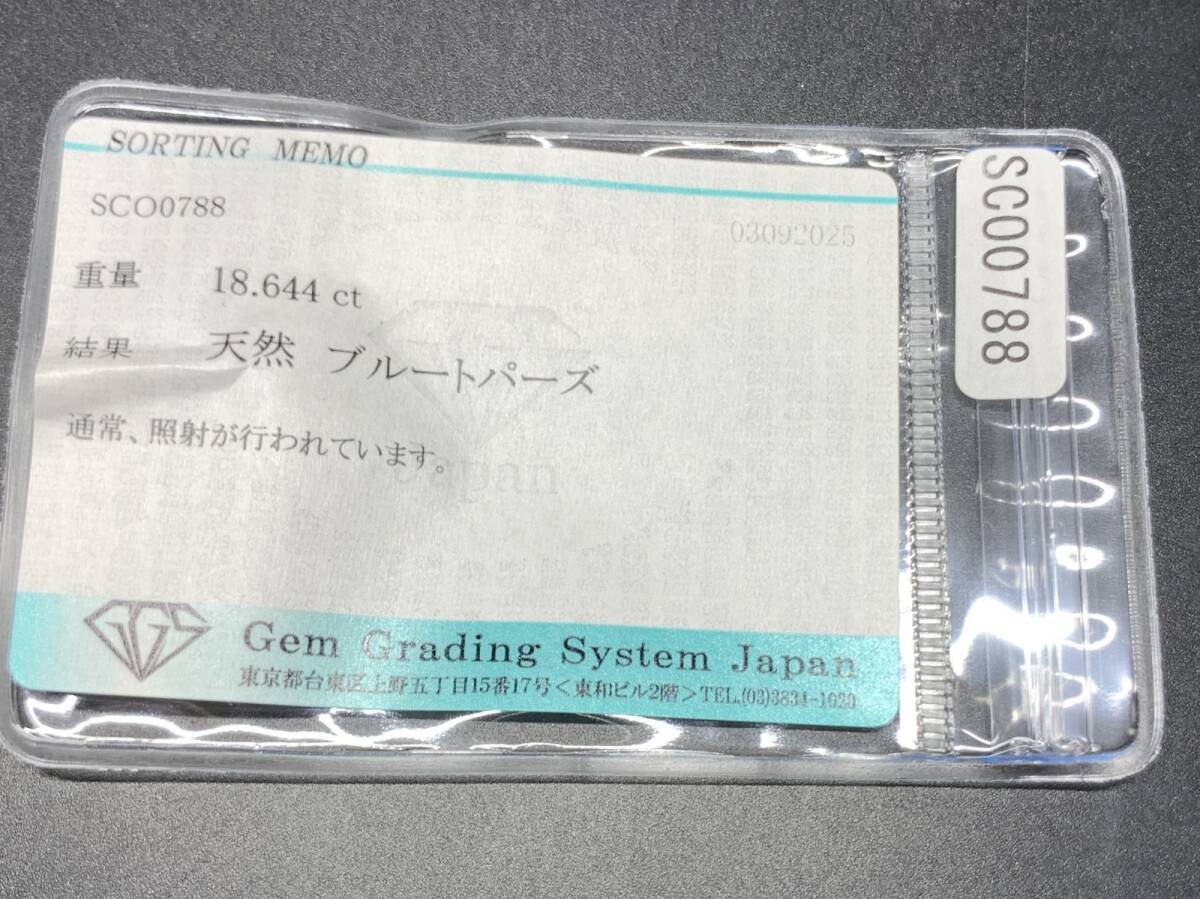 SORTING MEMO
SCO0788
03092025
重量 18.644 ct
結果 天然 ブルートパーズ
通常、照射が行われています。
Japan
GGS
Gem Grading System Japan
東京都台東区上野五丁目15番17号＜東和ビル2階＞TEL.(03)3834-1020
SC00788